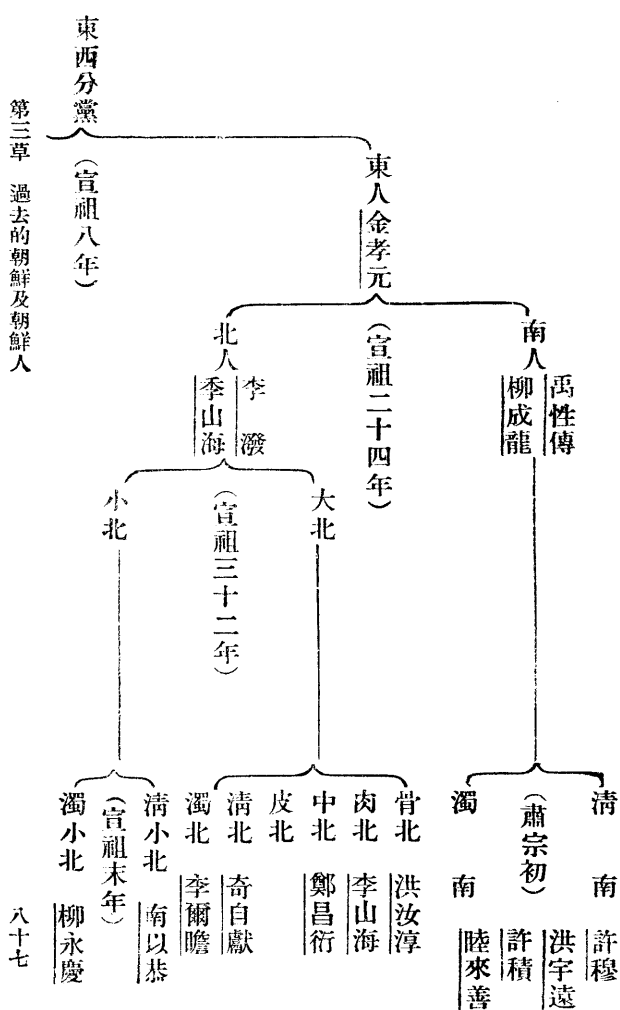 東西分黨
(宣祖八年)
東人金孝元
(宣祖二十四年)
南人
禹性傳
柳成龍
清南
許穆
洪宇遠
(肅宗初)
濁南
許積
睦來善
北人
李潑
季山海
(宣祖三十二年)
大北
骨北 洪汝淳
肉北 李山海
中北 鄭昌衍
皮北
清北 奇自獻
濁北 李爾瞻
小北
清小北 南以恭
(宣祖末年)
濁小北 柳永慶
第三草 過去的朝鮮及朝鮮人
八十七